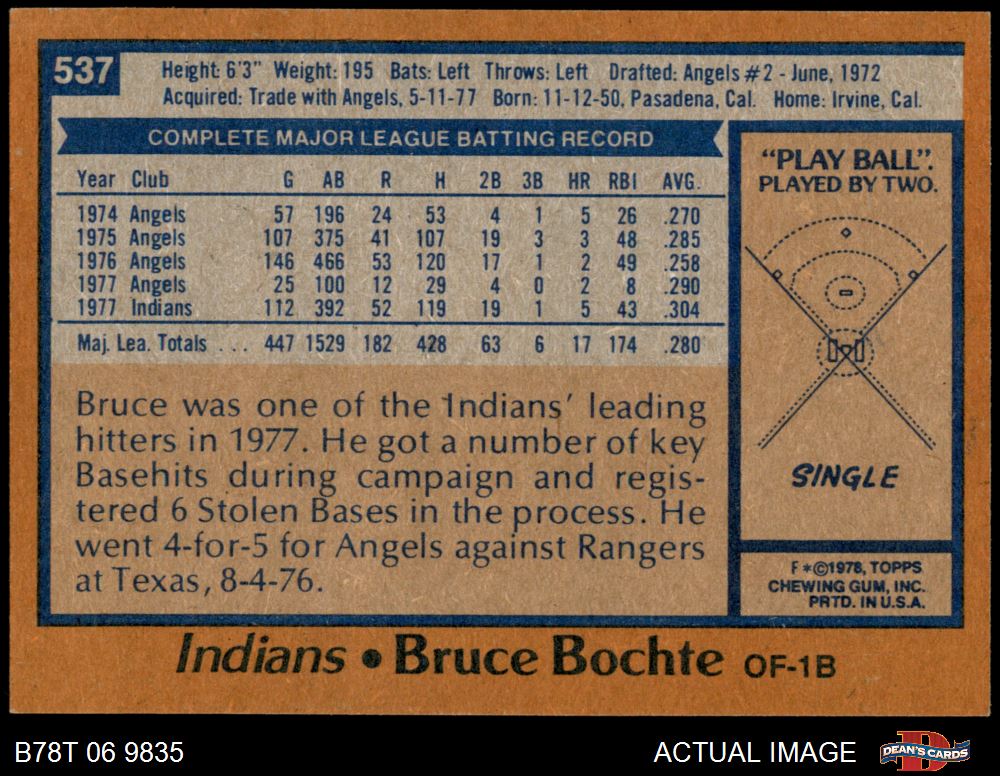 537
Height: 6'3" Weight: 195 Bats: Left Throws: Left Drafted: Angels #2 - June, 1972
Acquired: Trade with Angels, 5-11-77 Born: 11-12-50, Pasadena, Cal. Home: Irvine, Cal.
COMPLETE MAJOR LEAGUE BATTING RECORD
Year Club G AB R H 2B 3B HR RBI AVG.
1974 Angels 57 196 24 53 4 1 5 26 .270
1975 Angels 107 375 41 107 19 3 3 48 .285
1976 Angels 146 466 53 120 17 1 2 49 .258
1977 Angels 25 100 12 29 4 0 2 8 .290
1977 Indians 112 392 52 119 19 1 5 43 .304
Maj. Lea. Totals ... 447 1529 182 428 63 6 17 174 .280
Bruce was one of the Indians' leading
hitters in 1977. He got a number of key
Basehits during campaign and regis-
tered 6 Stolen Bases in the process. He
went 4-for-5 for Angels against Rangers
at Texas, 8-4-76.
"PLAY BALL".
PLAYED BY TWO.
SINGLE
F *©1978, TOPPS
CHEWING GUM, INC.
PRTD. IN U.S.A.
Indians • Bruce Bochte OF-1B
B78T 06 9835
ACTUAL IMAGE
D
DEAN'S CARDS